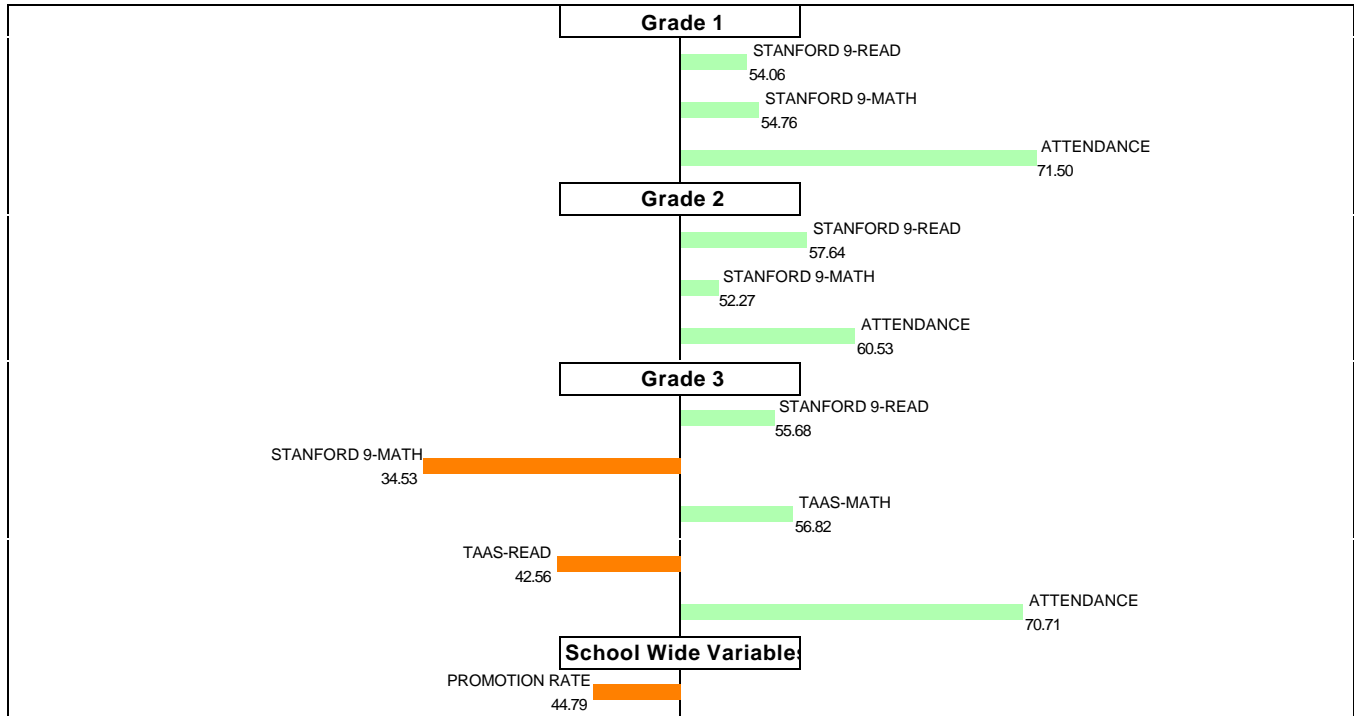 Grade 1
STANFORD 9-READ
54.06
STANFORD 9-MATH
54.76
ATTENDANCE
71.50
Grade 2
STANFORD 9-READ
57.64
STANFORD 9-MATH
52.27
ATTENDANCE
60.53
Grade 3
STANFORD 9-READ
55.68
STANFORD 9-MATH
34.53
TAAS-MATH
56.82
TAAS-READ
42.56
ATTENDANCE
70.71
School Wide Variables
PROMOTION RATE
44.79